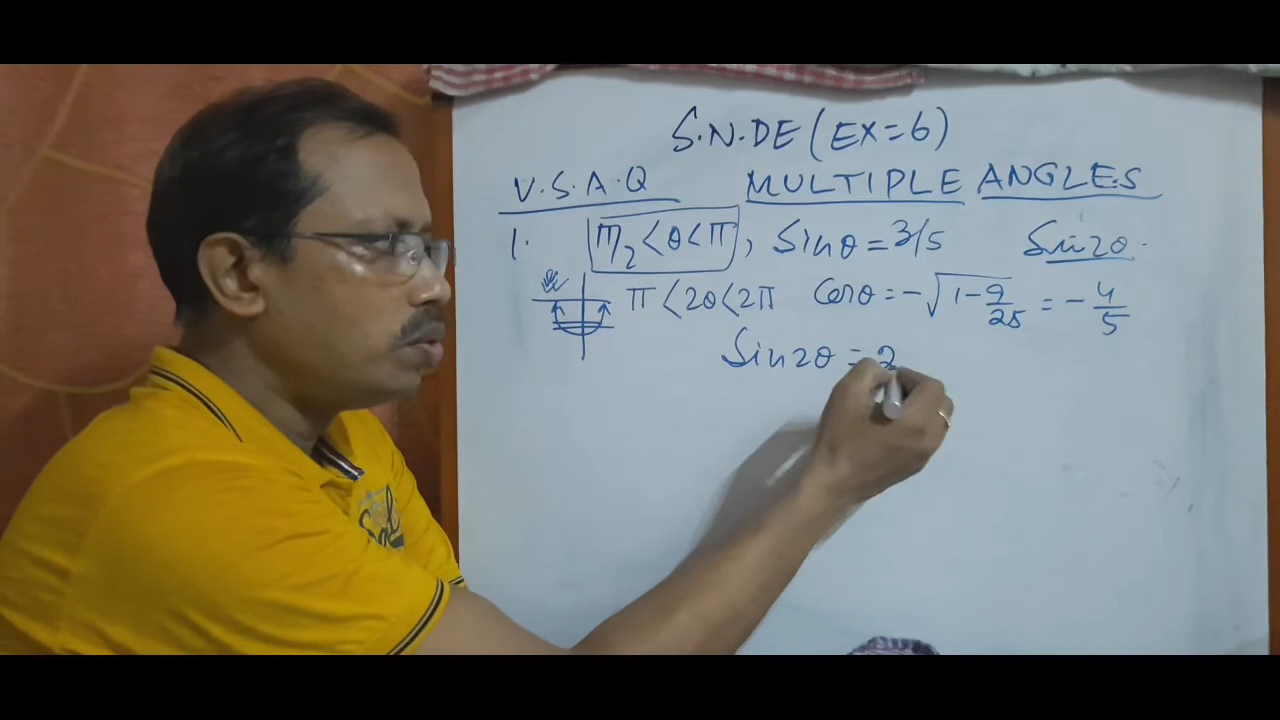 S.N.DE (EX=6)
V.S.A.Q MULTIPLE ANGLES
1. π/2 < θ < π, Sinθ = 3/5 Sin2θ.
π < 2θ < 2π Cosθ = -√1-9/25 = -4/5
Sin2θ = 2